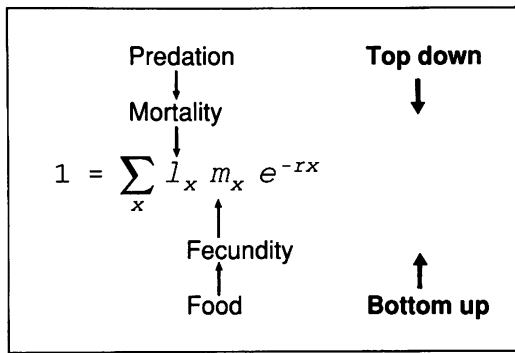 Predation Top down
Mortality
1 = ∑ₓ lₓ mₓ e⁻ʳˣ
Fecundity
Food Bottom up